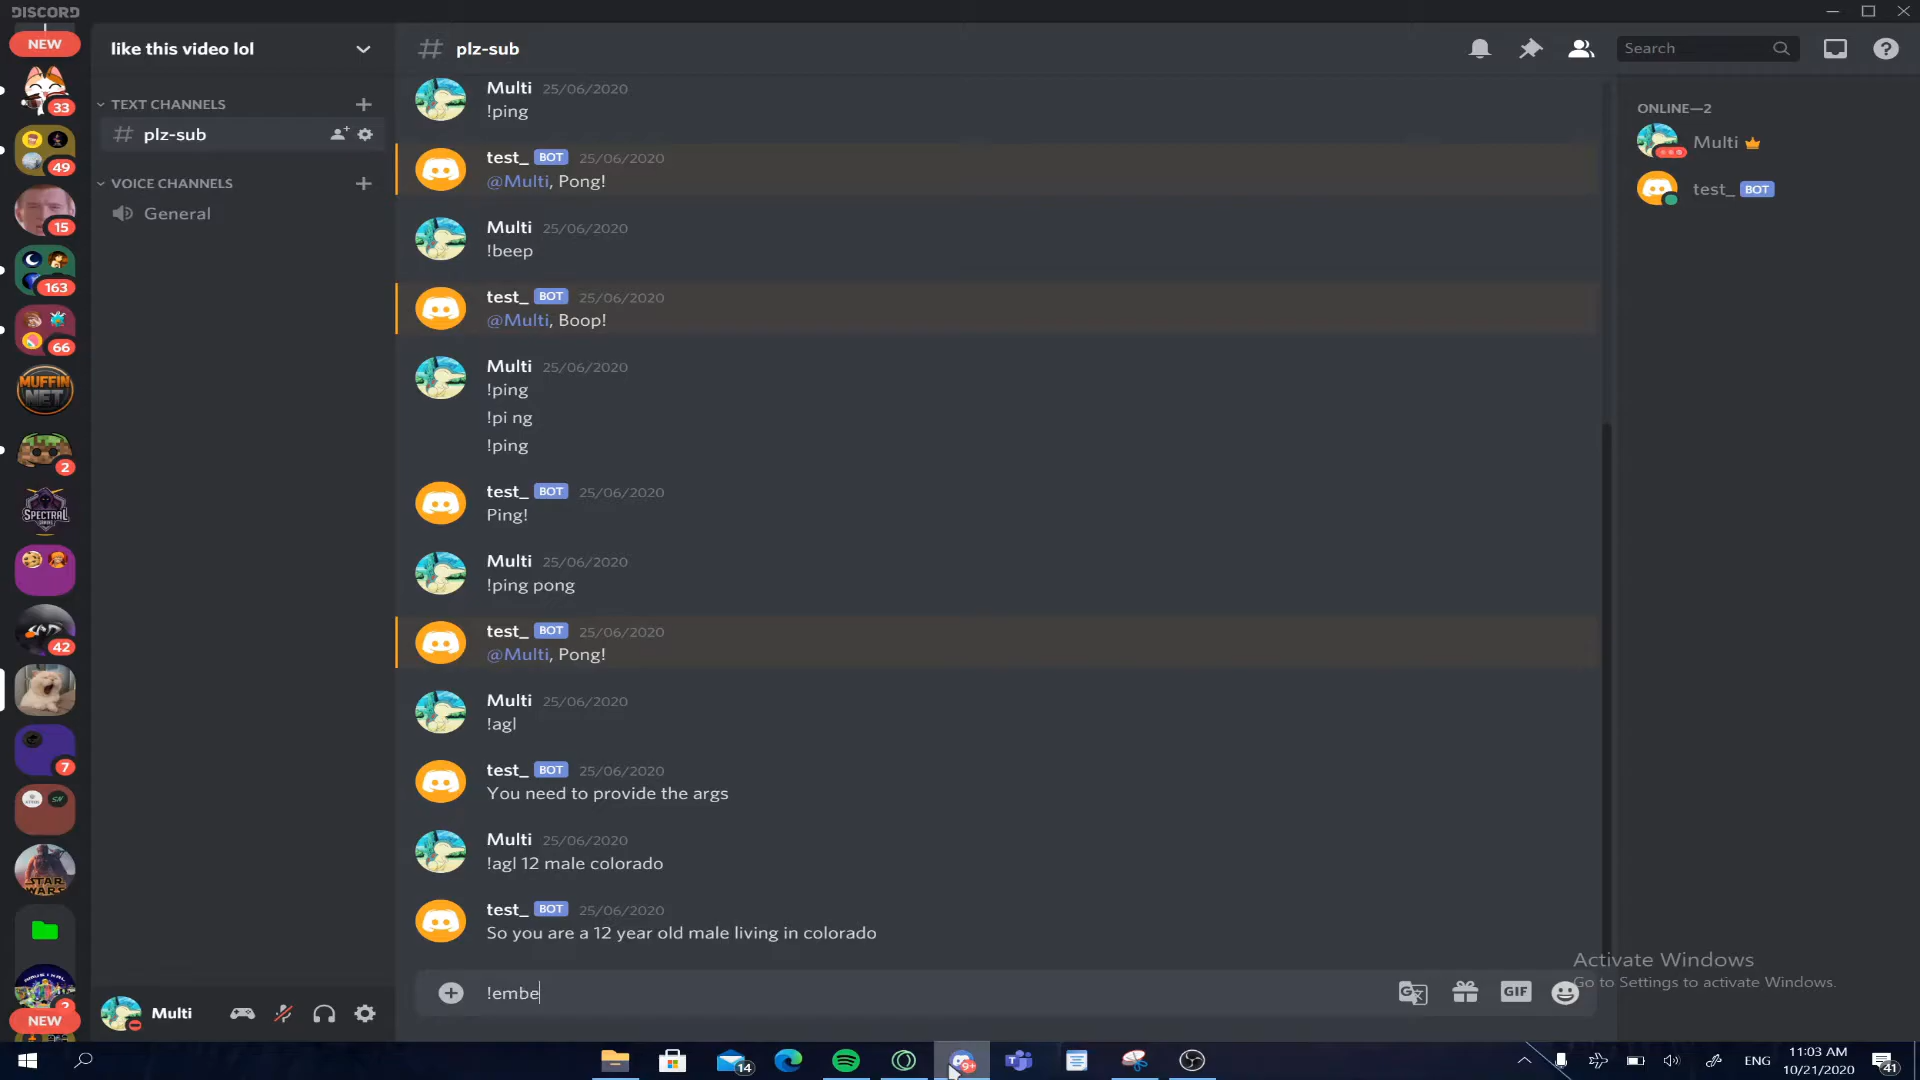 DISCORD
NEW
33
49
15
163
66
MUFFIN
NET
2
SPECTRAL
42
7
SN
STAR
WARS
2
NEW
like this video lol
TEXT CHANNELS
plz-sub
VOICE CHANNELS
General
Multi
plz-sub
Search
Multi 25/06/2020
!ping
test_ BOT 25/06/2020
@Multi, Pong!
Multi 25/06/2020
!beep
test_ BOT 25/06/2020
@Multi, Boop!
Multi 25/06/2020
!ping
!pi ng
!ping
test_ BOT 25/06/2020
Ping!
Multi 25/06/2020
!ping pong
test_ BOT 25/06/2020
@Multi, Pong!
Multi 25/06/2020
!agl
test_ BOT 25/06/2020
You need to provide the args
Multi 25/06/2020
!agl 12 male colorado
test_ BOT 25/06/2020
So you are a 12 year old male living in colorado
!embe
GIF
ONLINE—2
Multi
test_ BOT
Activate Windows
Go to Settings to activate Windows.
14
9+
ENG
11:03 AM
10/21/2020
41